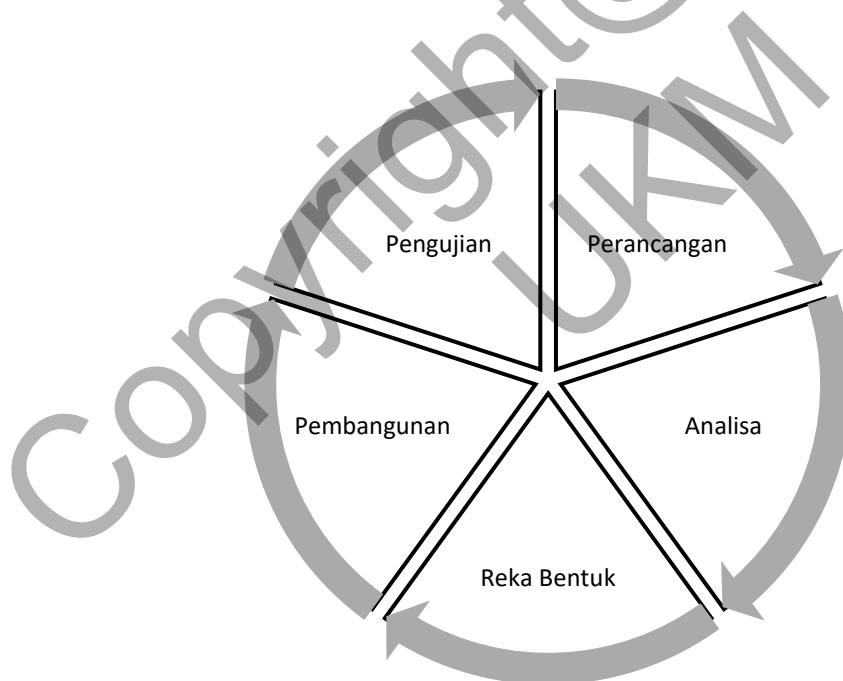 Copyright@
UKM
Pengujian
Perancangan
Pembangunan
Analisa
Reka Bentuk